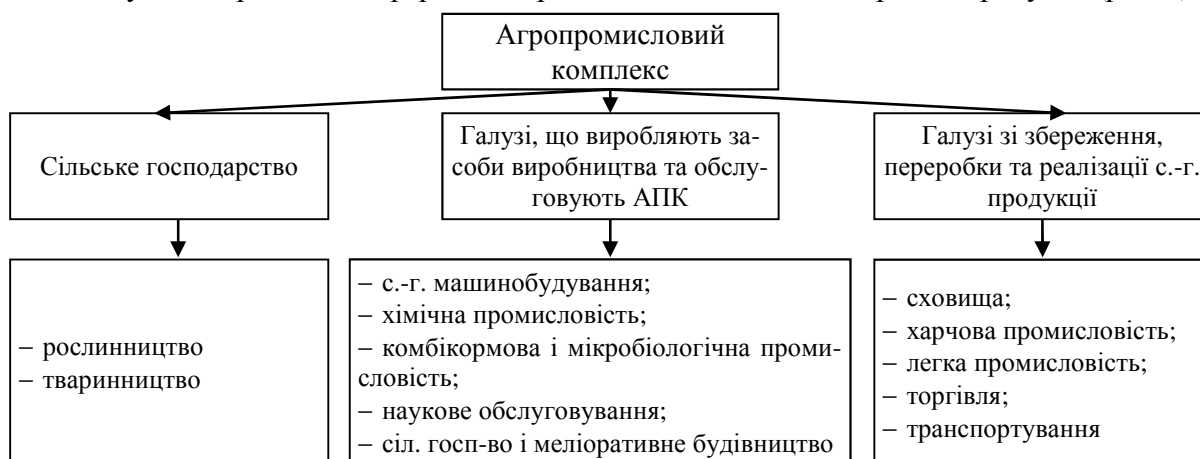 Агропромисловий
комплекс
Сільське господарство
Галузі, що виробляють за-
соби виробництва та обслу-
говують АПК
Галузі зі збереження,
переробки та реалізації с.-г.
продукції
– рослинництво
– тваринництво
– с.-г. машинобудування;
– хімічна промисловість;
– комбікормова і мікробіологічна проми-
словість;
– наукове обслуговування;
– сіл. госп-во і меліоративне будівництво
– сховища;
– харчова промисловість;
– легка промисловість;
– торгівля;
– транспортування